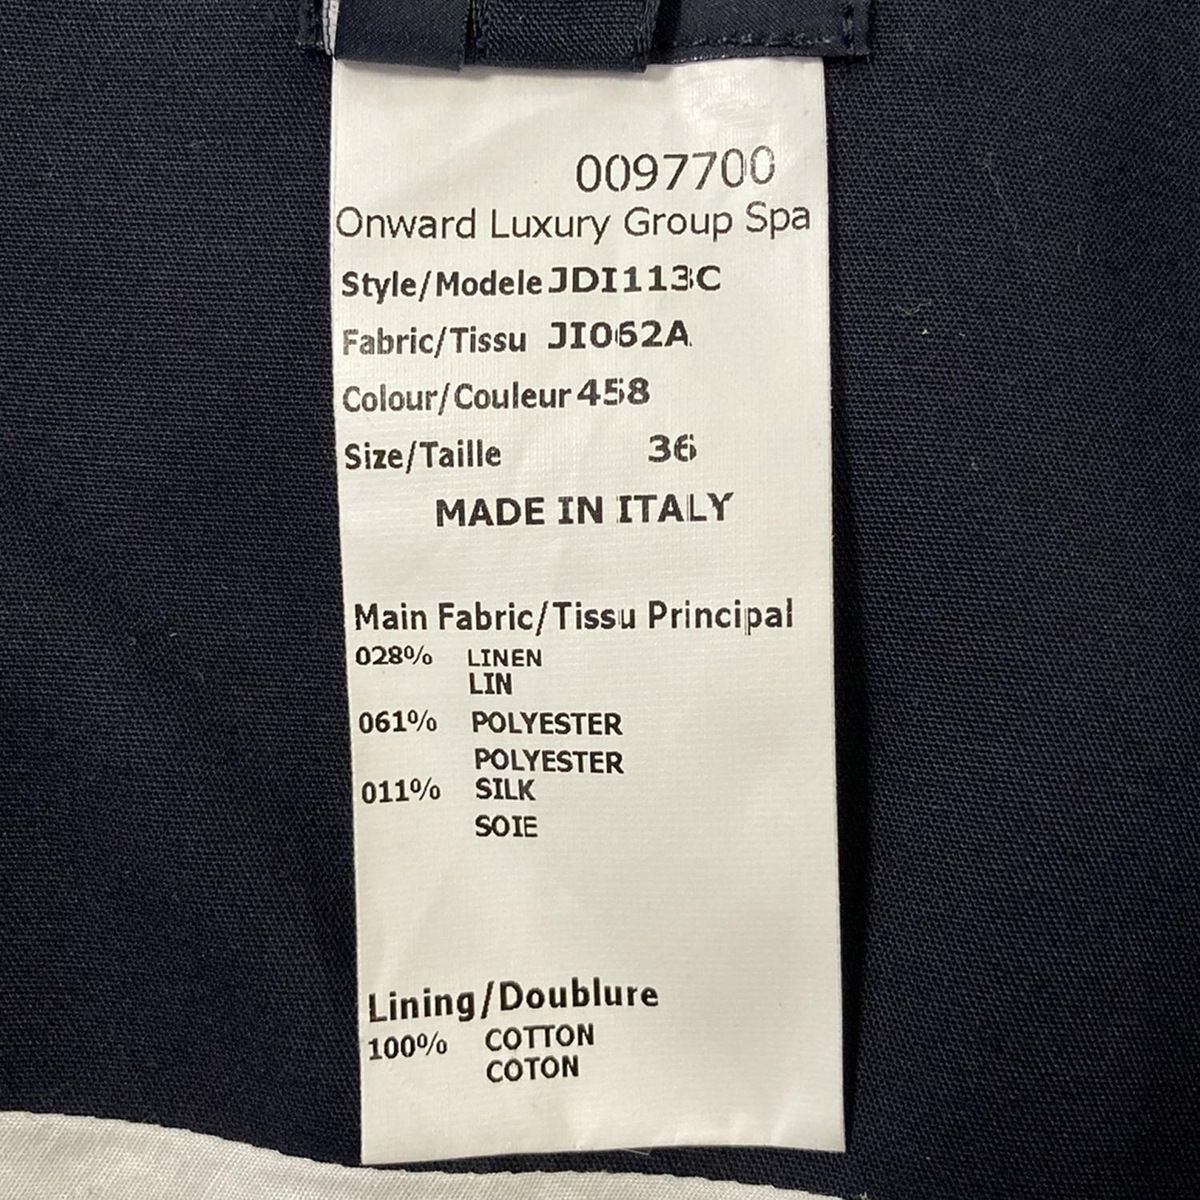 0097700
Onward Luxury Group Spa
Style/Modele JDI113C
Fabric/Tissu JI062A
Colour/Couleur 458
Size/Taille 36
MADE IN ITALY
Main Fabric/Tissu Principal
028% LINEN
LIN
061% POLYESTER
POLYESTER
011% SILK
SOIE
Lining/Doublure
100% COTTON
COTON